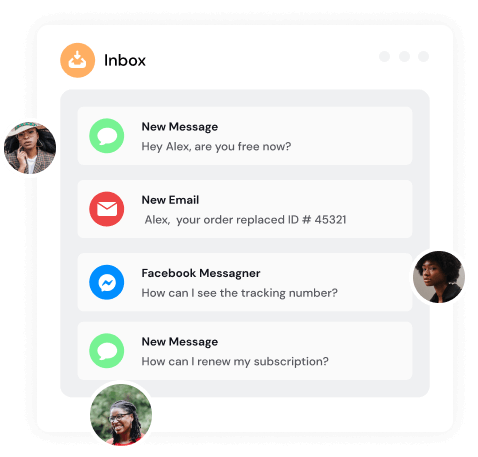 Inbox
New Message
Hey Alex, are you free now?
New Email
Alex,  your order replaced ID # 45321
Facebook Messagner
How can I see the tracking number?
New Message
How can I renew my subscription?